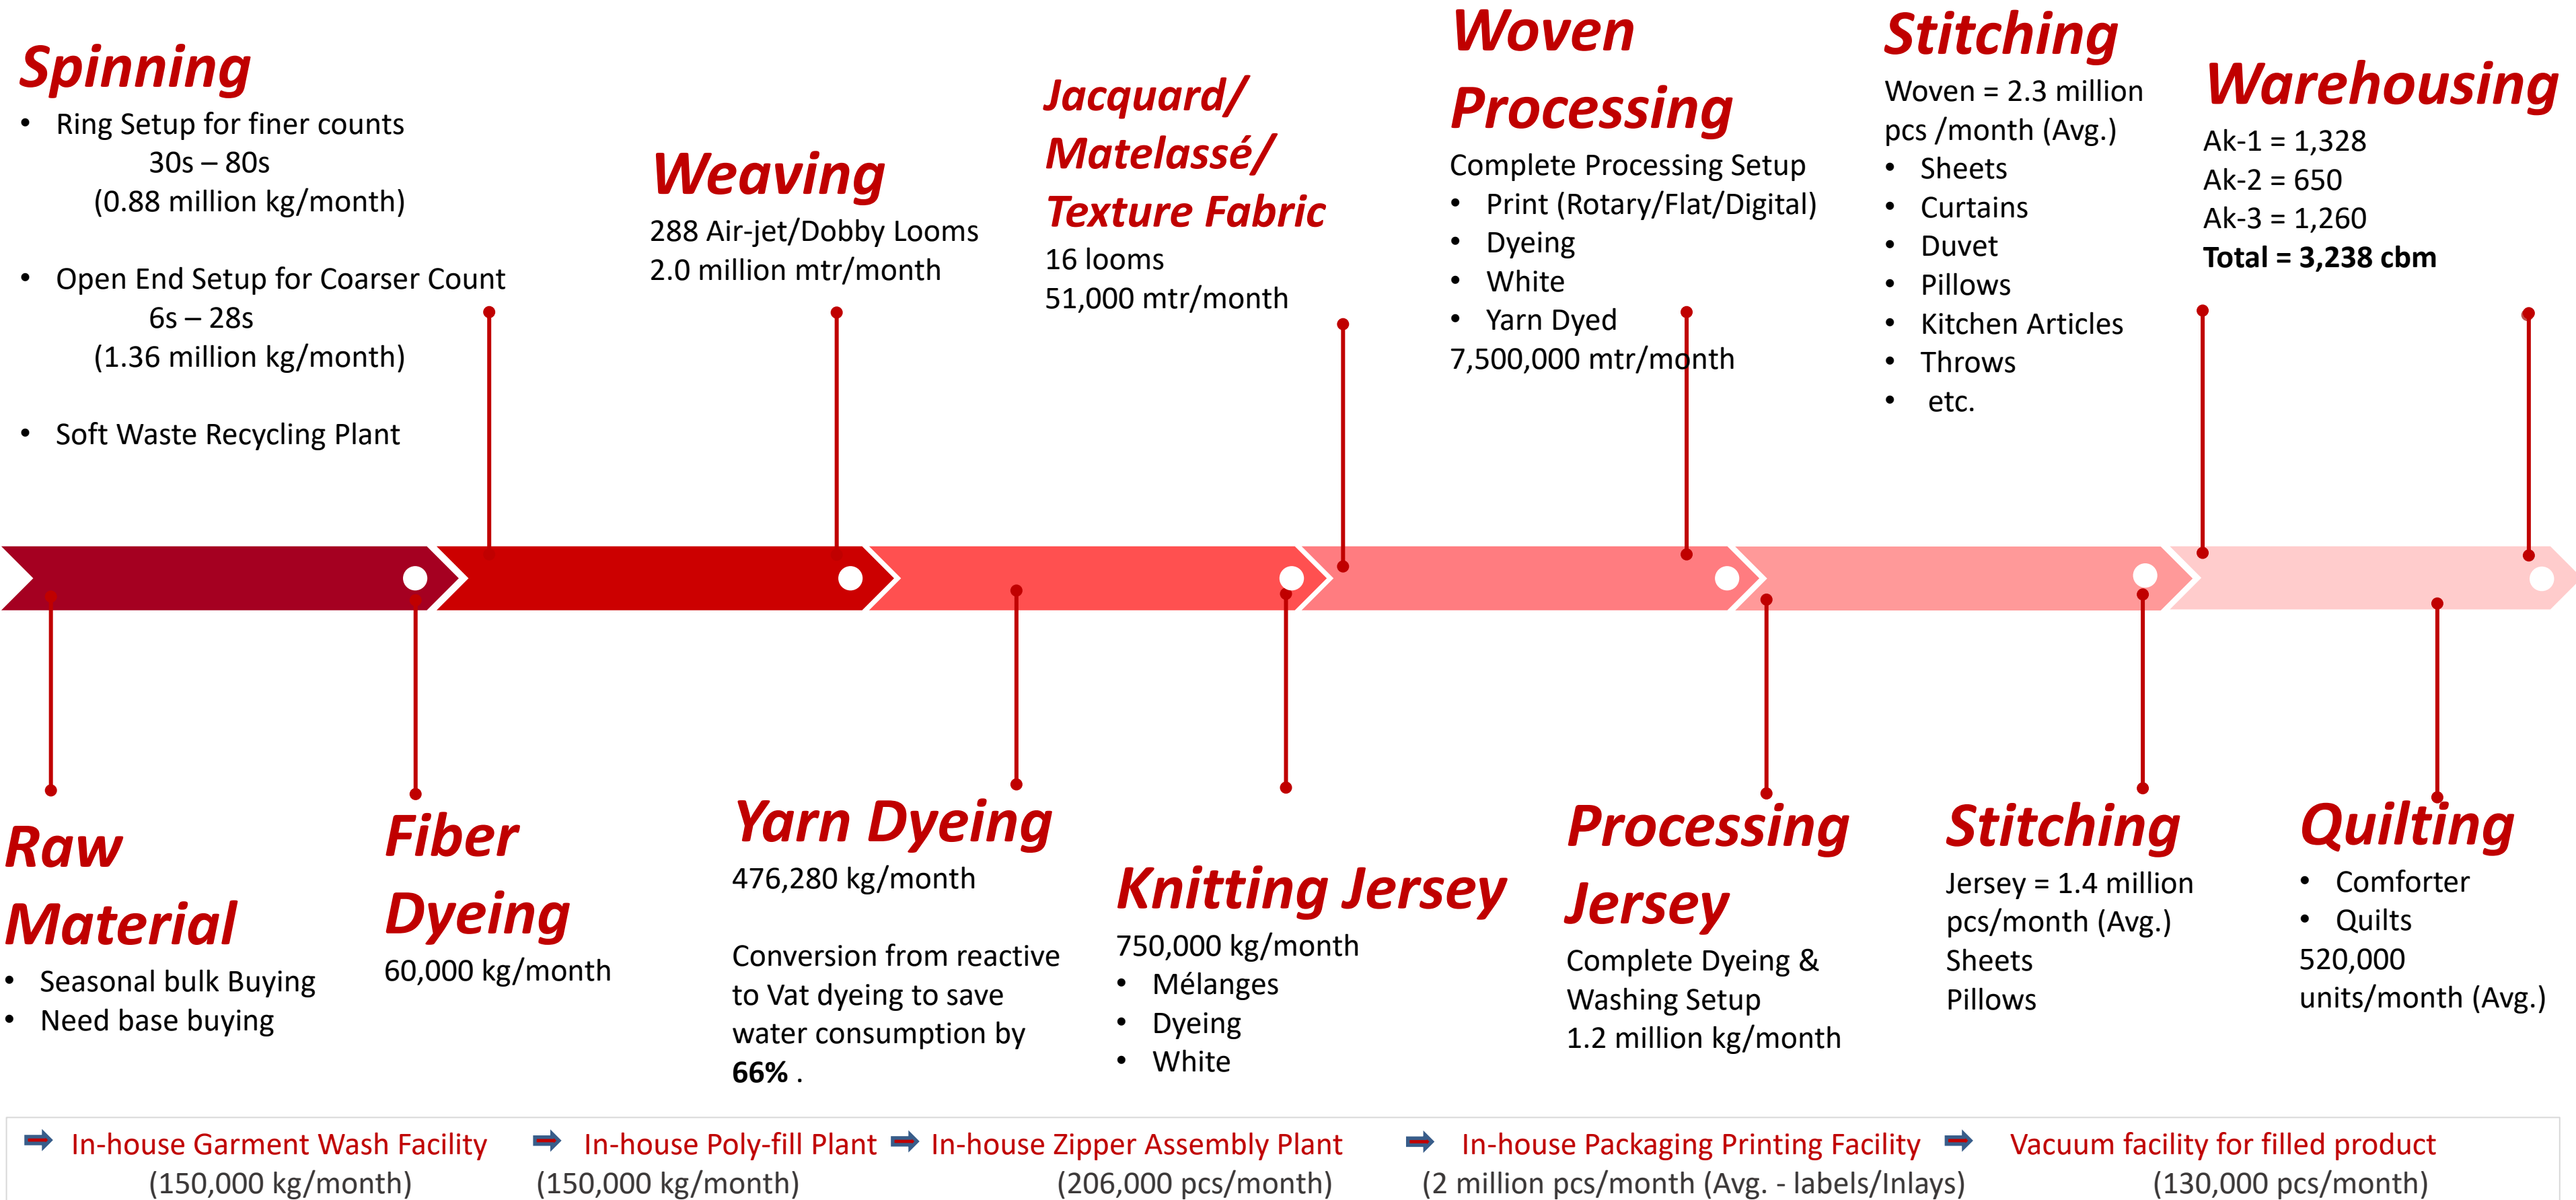 Spinning
• Ring Setup for finer counts
30s – 80s
(0.88 million kg/month)
• Open End Setup for Coarser Count
6s – 28s
(1.36 million kg/month)
• Soft Waste Recycling Plant
Weaving
288 Air-jet/Dobby Looms
2.0 million mtr/month
Jacquard/
Matelassé/
Texture Fabric
16 looms
51,000 mtr/month
Woven
Processing
Complete Processing Setup
• Print (Rotary/Flat/Digital)
• Dyeing
• White
• Yarn Dyed
7,500,000 mtr/month
Stitching
Woven = 2.3 million
pcs /month (Avg.)
• Sheets
• Curtains
• Duvet
• Pillows
• Kitchen Articles
• Throws
• etc.
Warehousing
Ak-1 = 1,328
Ak-2 = 650
Ak-3 = 1,260
Total = 3,238 cbm
Raw
Material
• Seasonal bulk Buying
• Need base buying
Fiber
Dyeing
60,000 kg/month
Yarn Dyeing
476,280 kg/month
Conversion from reactive
to Vat dyeing to save
water consumption by
66% .
Knitting Jersey
750,000 kg/month
• Mélanges
• Dyeing
• White
Processing
Jersey
Complete Dyeing &
Washing Setup
1.2 million kg/month
Stitching
Jersey = 1.4 million
pcs/month (Avg.)
Sheets
Pillows
Quilting
• Comforter
• Quilts
520,000
units/month (Avg.)
In-house Garment Wash Facility
(150,000 kg/month)
In-house Poly-fill Plant
(150,000 kg/month)
In-house Zipper Assembly Plant
(206,000 pcs/month)
In-house Packaging Printing Facility
(2 million pcs/month (Avg. - labels/Inlays)
Vacuum facility for filled product
(130,000 pcs/month)